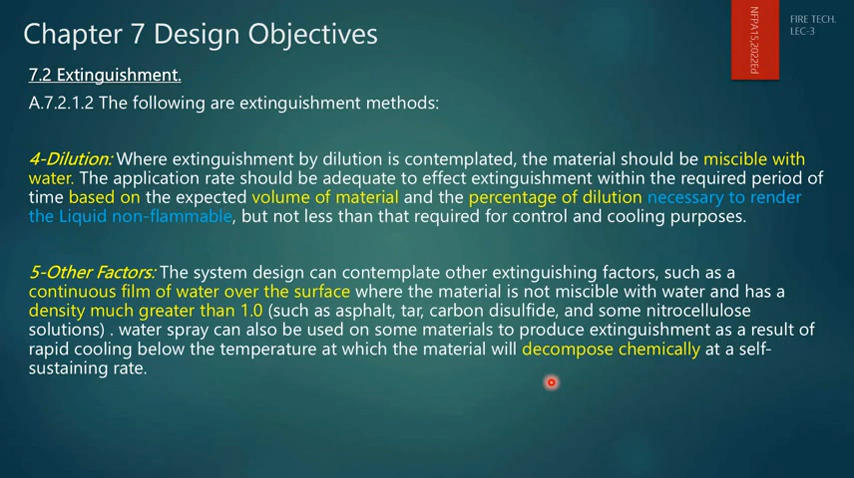 Chapter 7 Design Objectives
NFPA15,2022Ed
FIRE TECH.
LEC-3
7.2 Extinguishment.
A.7.2.1.2 The following are extinguishment methods:
4-Dilution: Where extinguishment by dilution is contemplated, the material should be miscible with
water. The application rate should be adequate to effect extinguishment within the required period of
time based on the expected volume of material and the percentage of dilution necessary to render
the Liquid non-flammable, but not less than that required for control and cooling purposes.
5-Other Factors: The system design can contemplate other extinguishing factors, such as a
continuous film of water over the surface where the material is not miscible with water and has a
density much greater than 1.0 (such as asphalt, tar, carbon disulfide, and some nitrocellulose
solutions) . water spray can also be used on some materials to produce extinguishment as a result of
rapid cooling below the temperature at which the material will decompose chemically at a self-
sustaining rate.